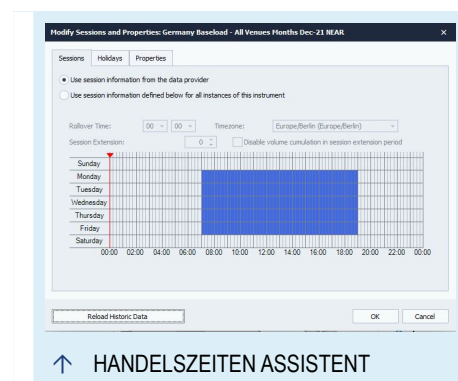 Modify Sessions and Properties: Germany Baseload - All Venues Months Dec-21 NEAR
Sessions Holidays Properties
Use session information from the data provider
Use session information defined below for all instances of this instrument
Rollover Time: 00 00 Timezone: Europe/Berlin (Europe/Berlin)
Session Extension: 0 Disable volume cumulation in session extension period
Sunday
Monday
Tuesday
Wednesday
Thursday
Friday
Saturday
00:00 02:00 04:00 06:00 08:00 10:00 12:00 14:00 16:00 18:00 20:00 22:00 00:00
Reload Historic Data OK Cancel
HANDELSZEITEN ASSISTENT